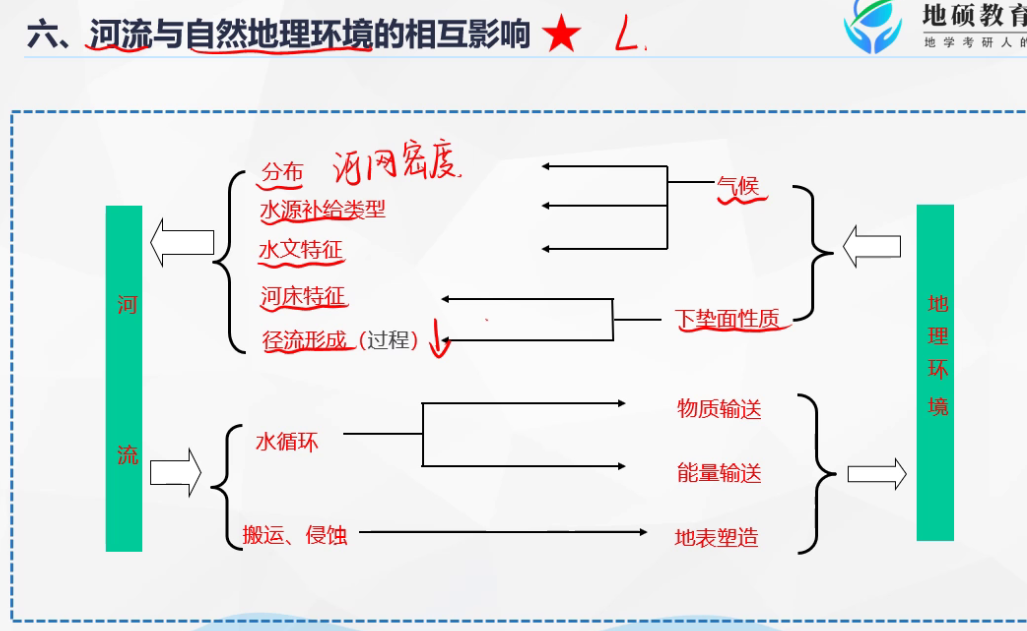 六、河流与自然地理环境的相互影响
地硕教育
地学考研人的
分布 河网密度
气候
水源补给类型
水文特征
河床特征
径流形成（过程）
下垫面性质
河流
地理环境
水循环
物质输送
能量输送
搬运、侵蚀
地表塑造